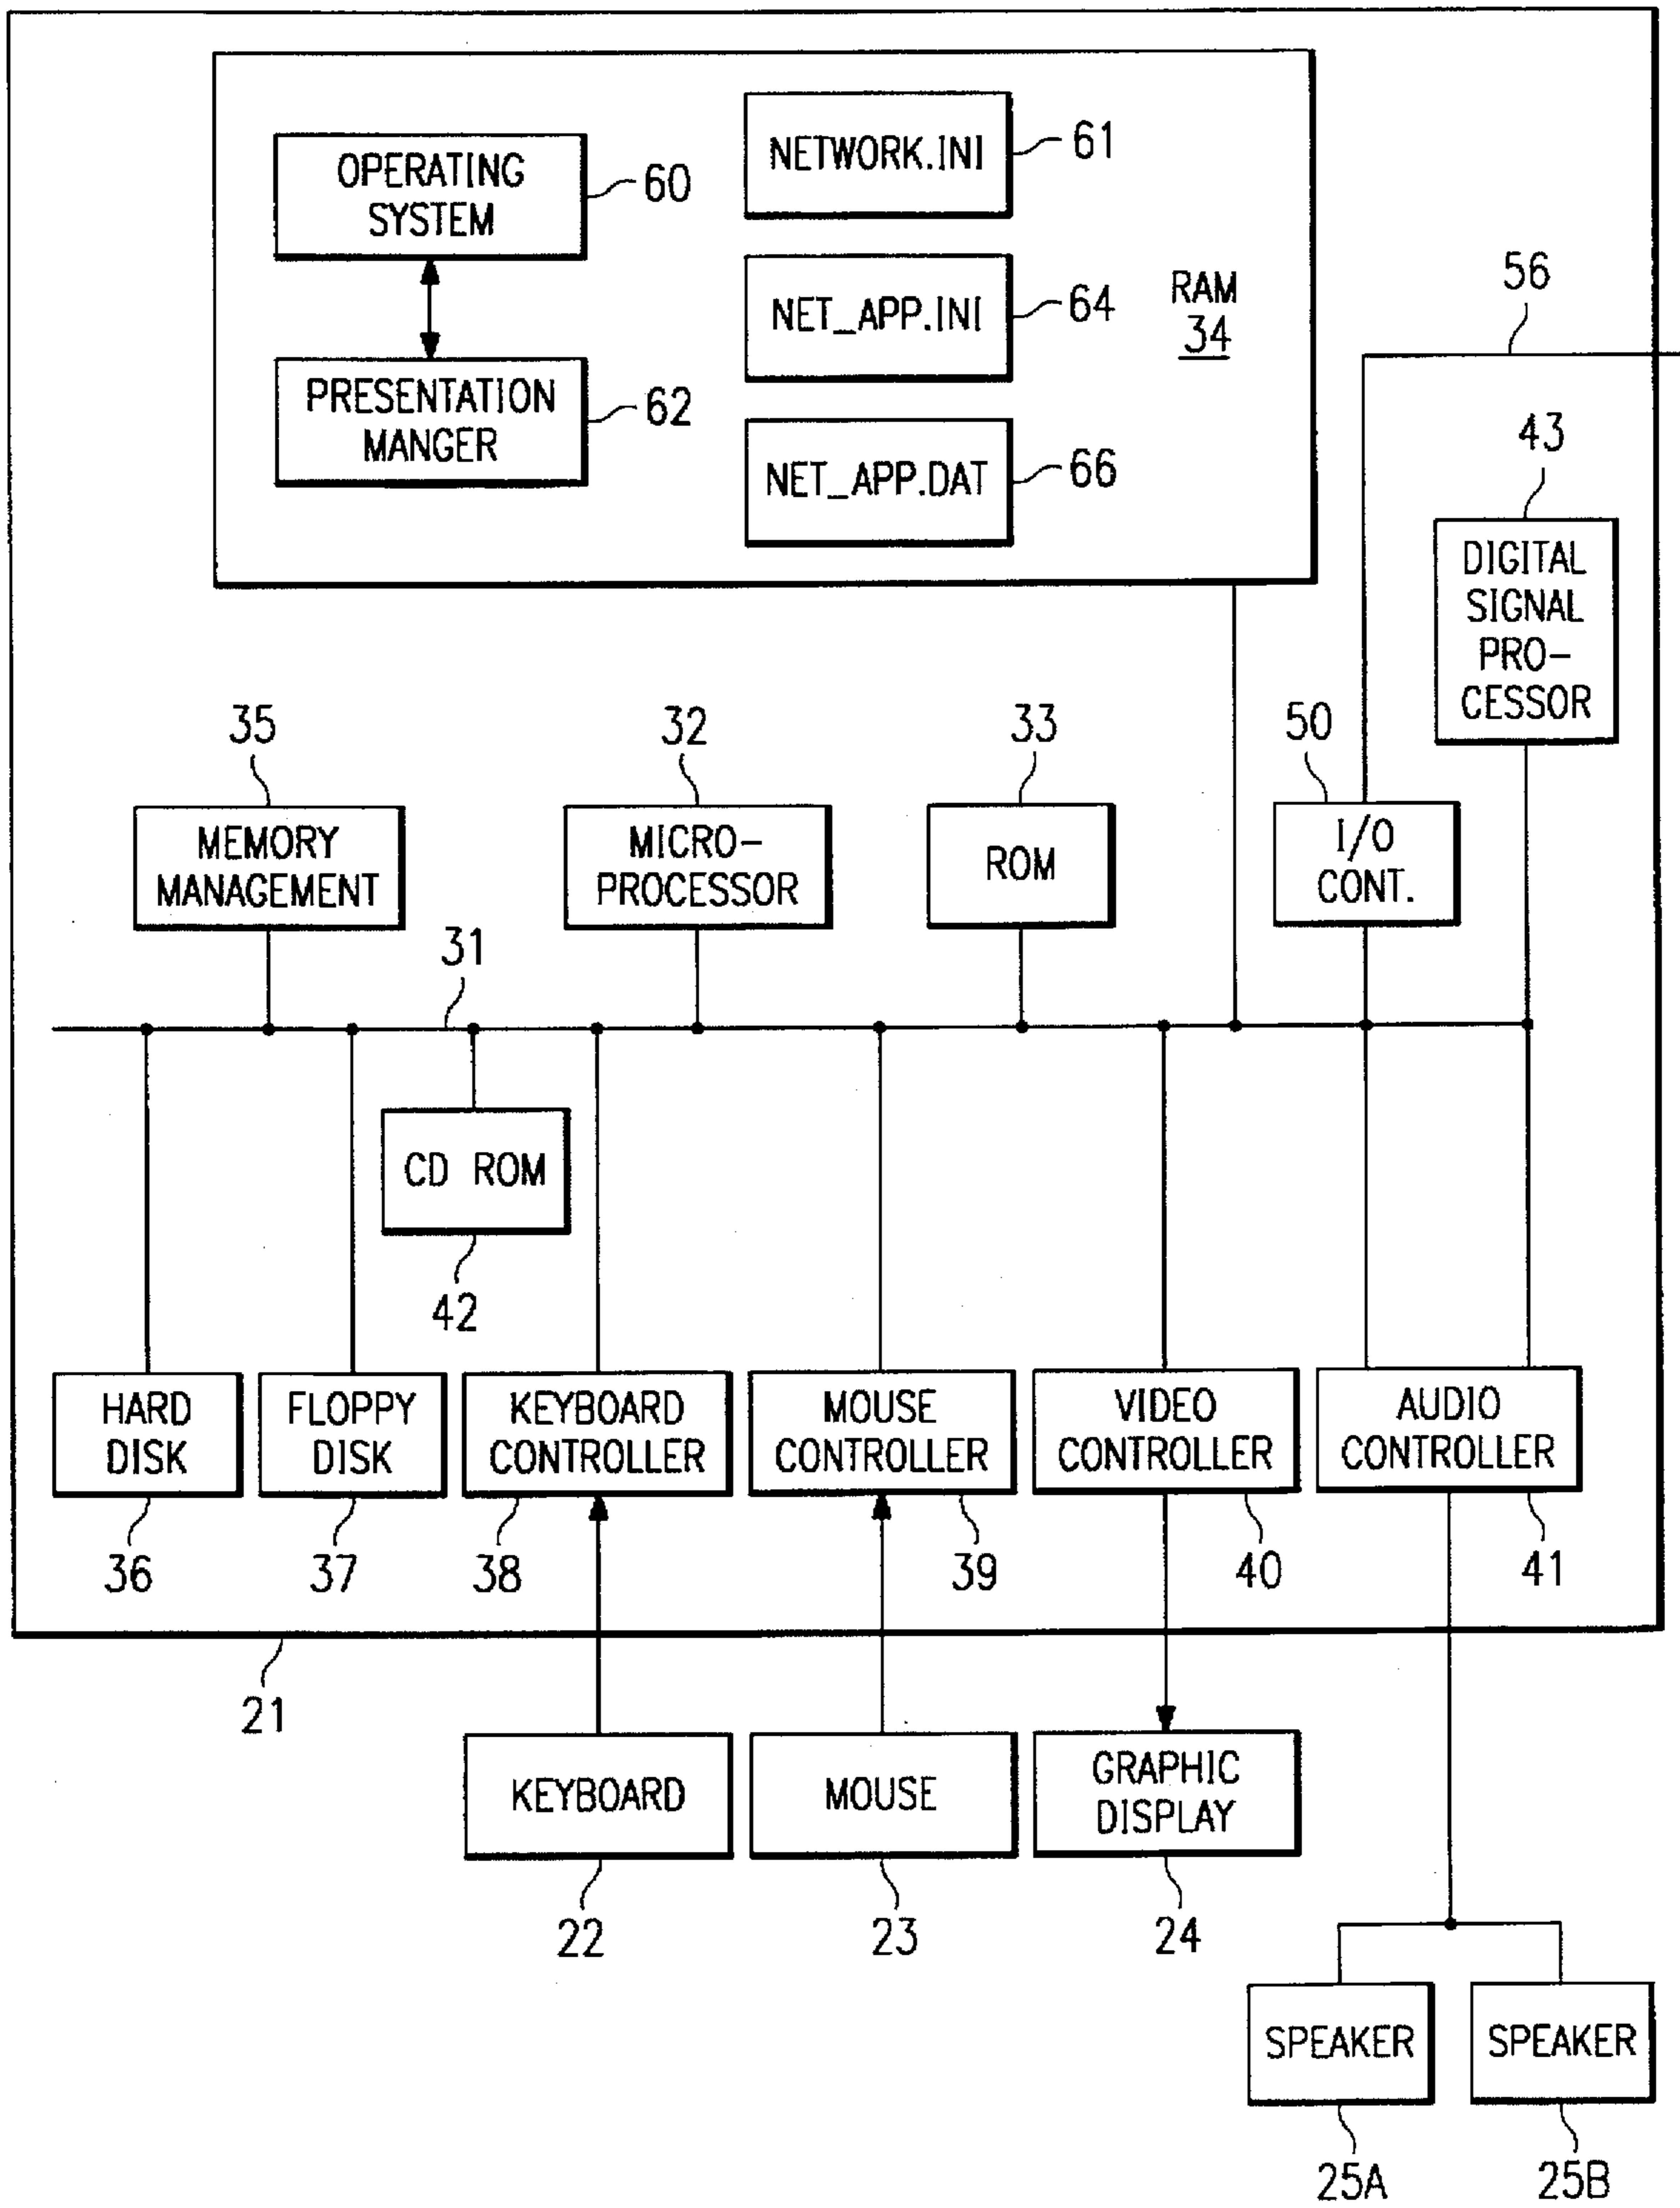 NETWORK.INI
61
OPERATING
SYSTEM
60
NET_APP.INI
64
RAM
34
56
PRESENTATION
MANGER
62
NET_APP.DAT
66
43
DIGITAL
SIGNAL
PRO-
CESSOR
35
32
33
50
MEMORY
MANAGEMENT
MICRO-
PROCESSOR
ROM
I/O
CONT.
31
CD ROM
42
HARD
DISK
FLOPPY
DISK
KEYBOARD
CONTROLLER
MOUSE
CONTROLLER
VIDEO
CONTROLLER
AUDIO
CONTROLLER
36
37
38
39
40
41
21
KEYBOARD
MOUSE
GRAPHIC
DISPLAY
22
23
24
SPEAKER
SPEAKER
25A
25B